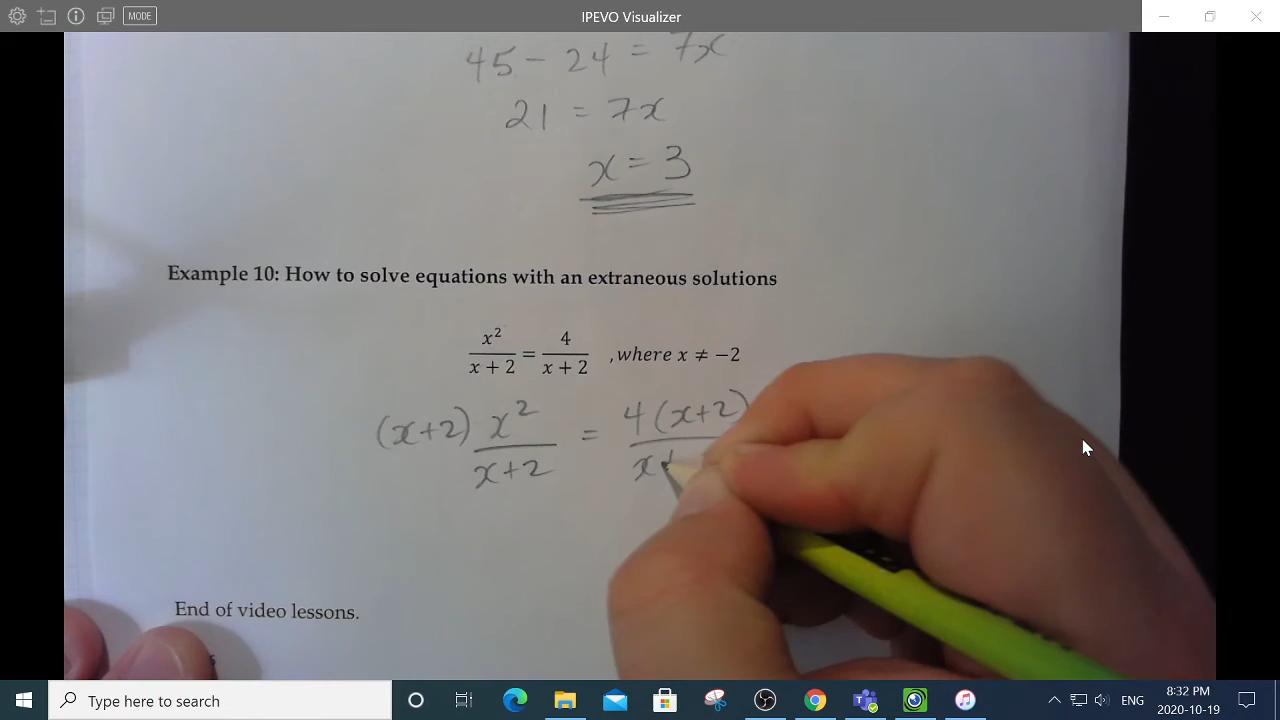 MODE
IPEVO Visualizer
45 - 24 = 7x
21 = 7x
x = 3
Example 10: How to solve equations with an extraneous solutions
x²/(x + 2) = 4/(x + 2) , where x ≠ −2
(x+2) x²/(x+2) = 4(x+2)/(x+
End of video lessons.
Type here to search
ENG
8:32 PM
2020-10-19